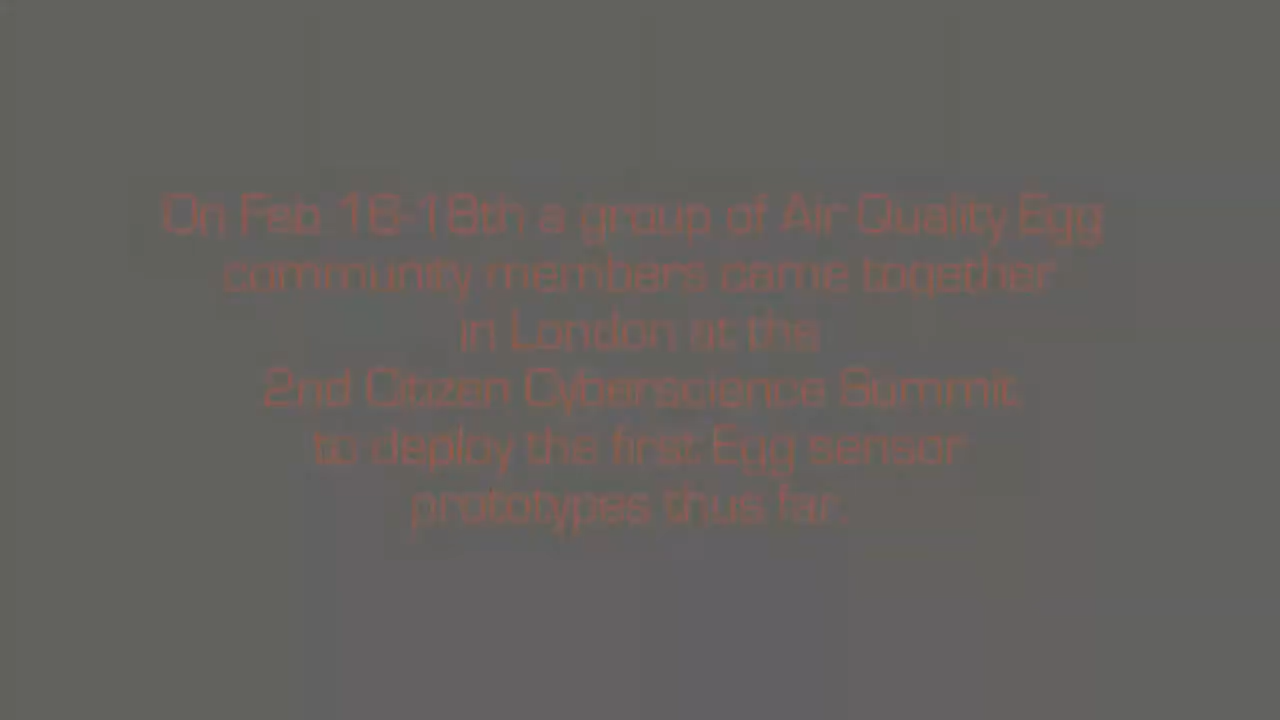 On Feb.16-18th a group of Air Quality Egg
community members came together
in London at the
2nd Citizen Cyberscience Summit
to deploy the first Egg sensor
prototypes thus far.